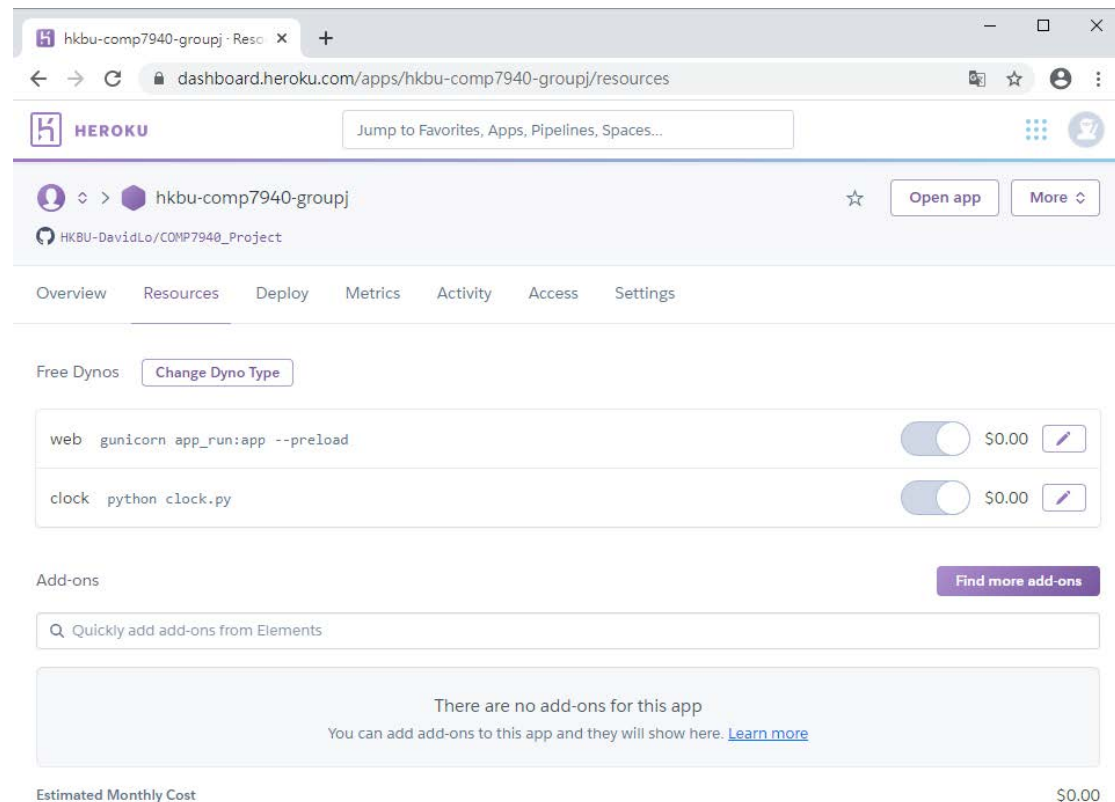 hkbu-comp7940-groupj · Reso
dashboard.heroku.com/apps/hkbu-comp7940-groupj/resources
HEROKU
Jump to Favorites, Apps, Pipelines, Spaces...
hkbu-comp7940-groupj
Open app
More
HKBU-DavidLo/COMP7940_Project
Overview Resources Deploy Metrics Activity Access Settings
Free Dynos Change Dyno Type
web gunicorn app_run:app --preload $0.00
clock python clock.py $0.00
Add-ons Find more add-ons
Quickly add add-ons from Elements
There are no add-ons for this app
You can add add-ons to this app and they will show here. Learn more
Estimated Monthly Cost $0.00